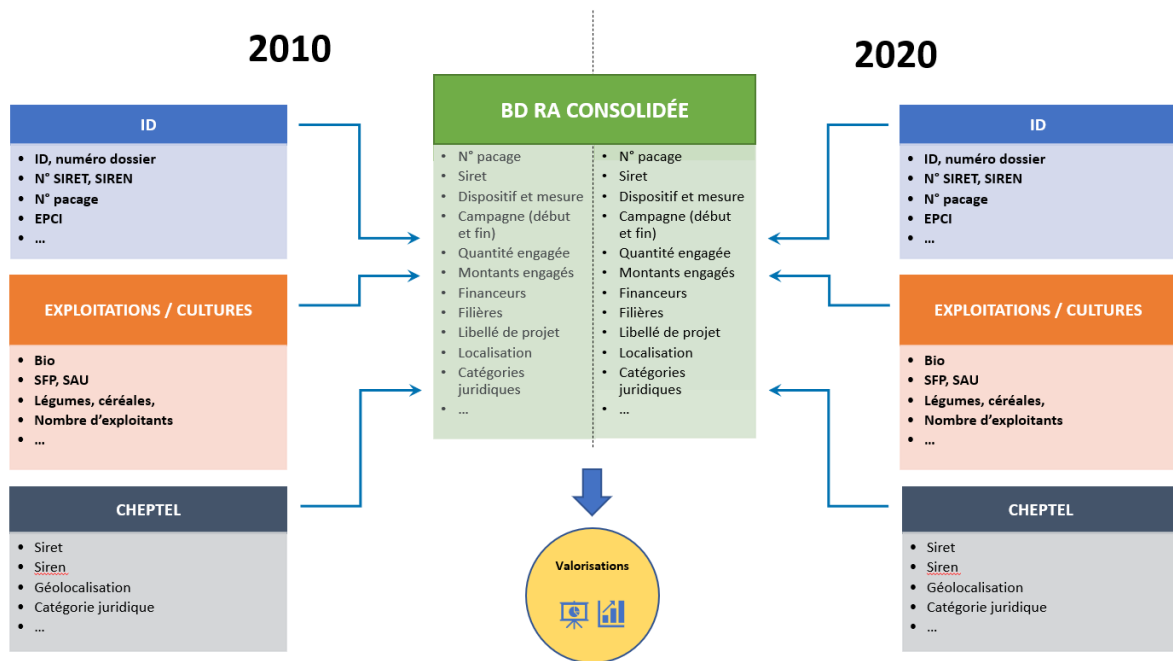 2010
2020
ID
• ID, numéro dossier
• N° SIRET, SIREN
• N° pacage
• EPCI
• ...
EXPLOITATIONS / CULTURES
• Bio
• SFP, SAU
• Légumes, céréales,
• Nombre d'exploitants
• ...
CHEPTEL
• Siret
• Siren
• Géolocalisation
• Catégorie juridique
• ...
BD RA CONSOLIDÉE
• N° pacage
• Siret
• Dispositif et mesure
• Campagne (début
et fin)
• Quantité engagée
• Montants engagés
• Financeurs
• Filières
• Libellé de projet
• Localisation
• Catégories
juridiques
• ...
• N° pacage
• Siret
• Dispositif et mesure
• Campagne (début
et fin)
• Quantité engagée
• Montants engagés
• Financeurs
• Filières
• Libellé de projet
• Localisation
• Catégories
juridiques
• ...
Valorisations
ID
• ID, numéro dossier
• N° SIRET, SIREN
• N° pacage
• EPCI
• ...
EXPLOITATIONS / CULTURES
• Bio
• SFP, SAU
• Légumes, céréales,
• Nombre d'exploitants
• ...
CHEPTEL
• Siret
• Siren
• Géolocalisation
• Catégorie juridique
• ...